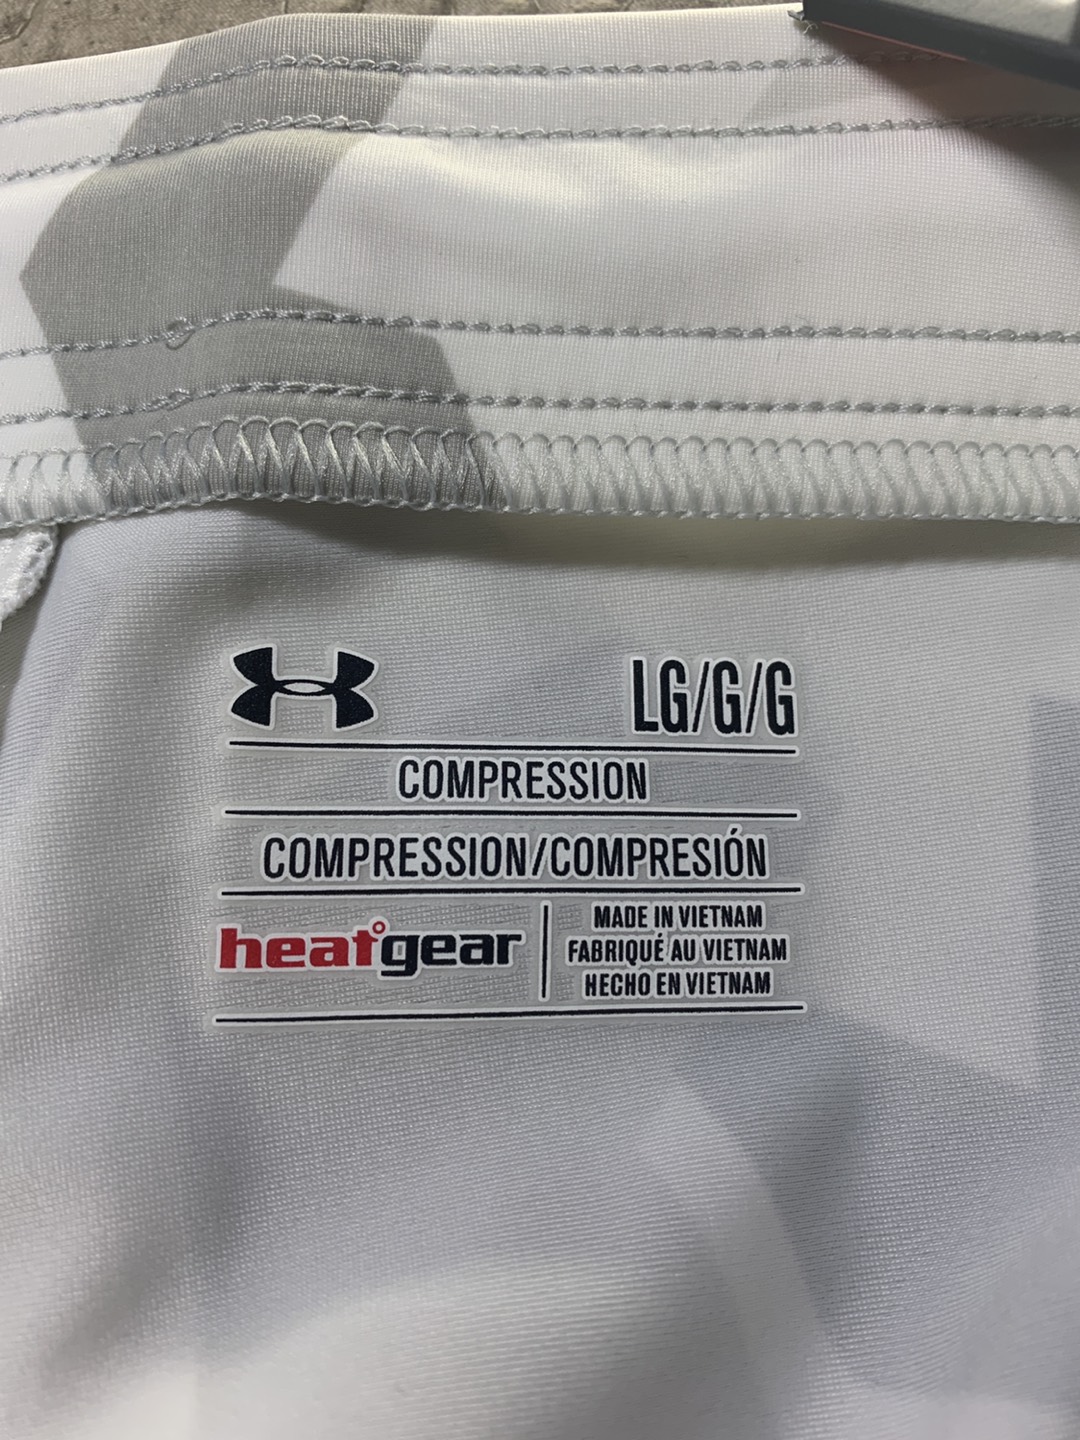 LG/G/G
COMPRESSION
COMPRESSION/COMPRESIÓN
heatgear
MADE IN VIETNAM
FABRIQUÉ AU VIETNAM
HECHO EN VIETNAM